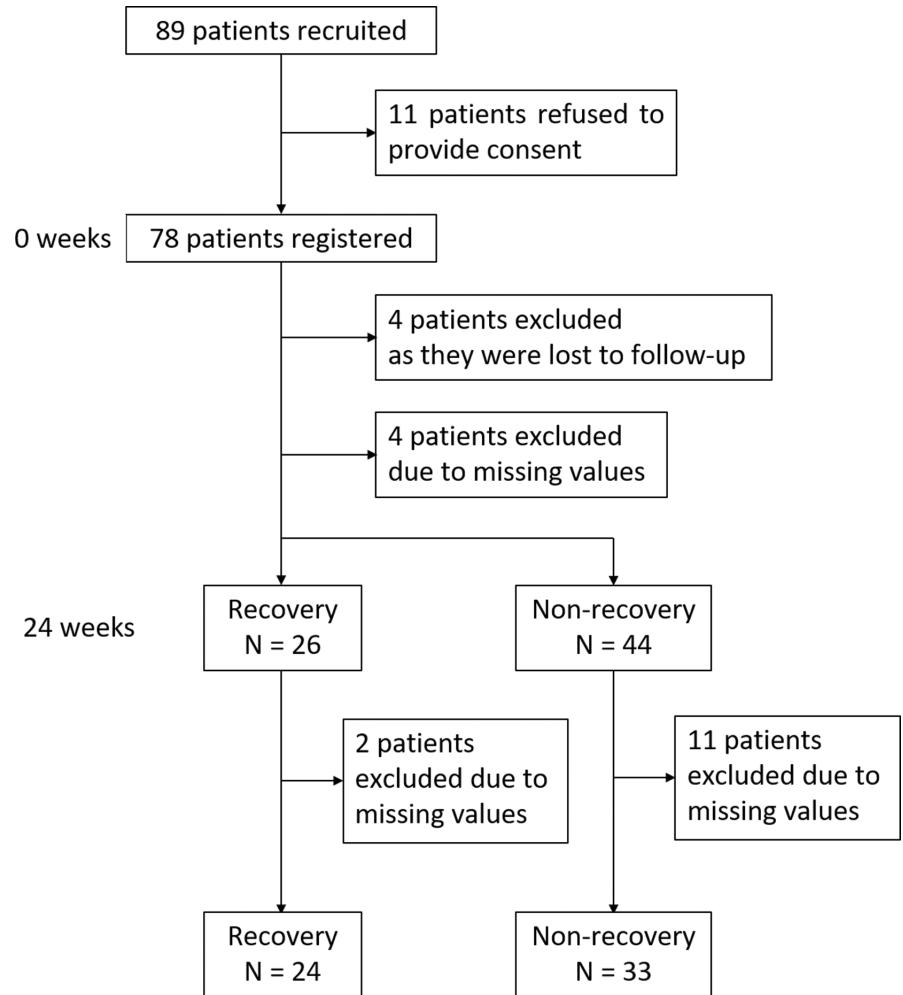 89 patients recruited
11 patients refused to
provide consent
0 weeks
78 patients registered
4 patients excluded
as they were lost to follow-up
4 patients excluded
due to missing values
24 weeks
Recovery
N = 26
Non-recovery
N = 44
2 patients
excluded due to
missing values
11 patients
excluded due to
missing values
Recovery
N = 24
Non-recovery
N = 33